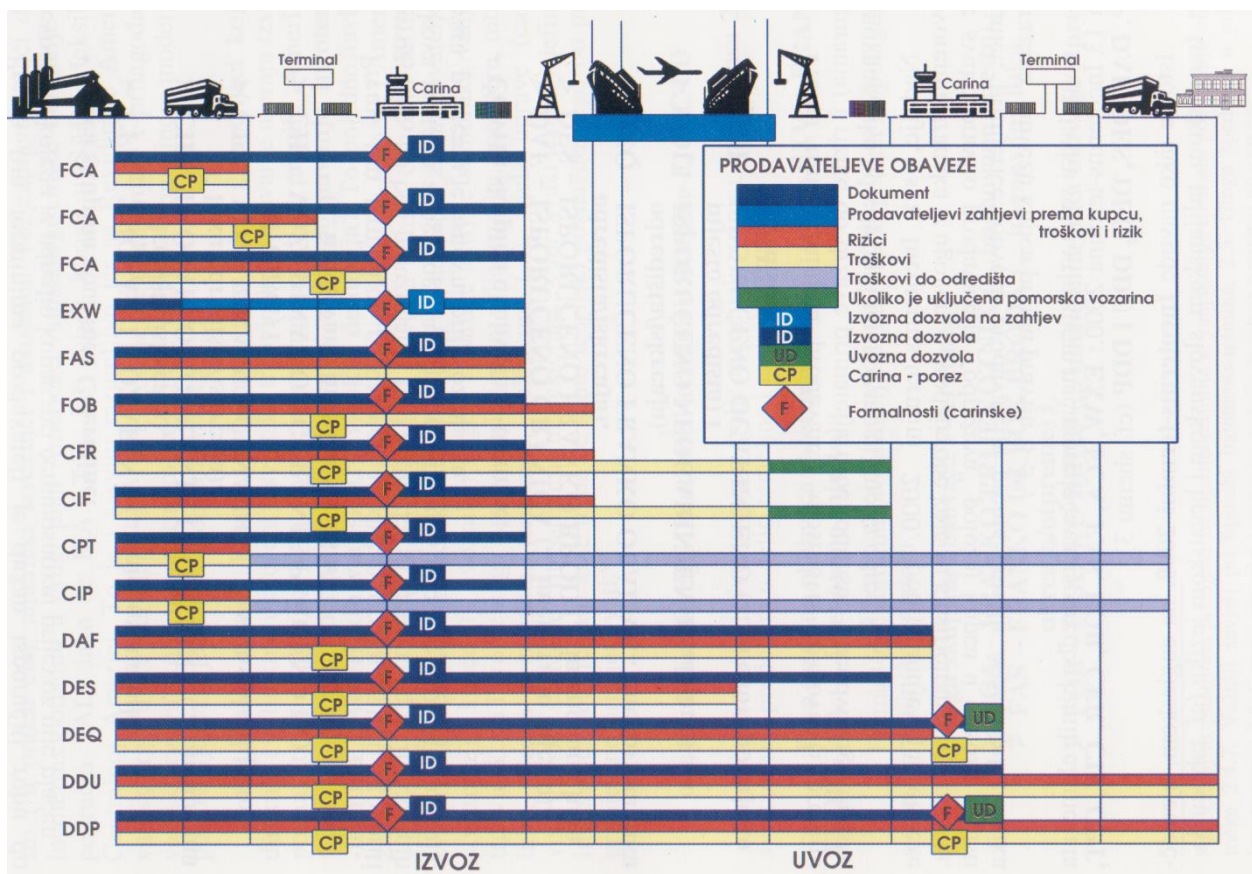 Terminal
Carina
Carina
Terminal
F ID
FCA
CP
F ID
FCA
CP
F ID
FCA
CP
EXW F ID
F ID
FAS
F ID
FOB
CP
F ID
CFR
CP
F ID
CIF
CP
F ID
CPT
CP
F ID
CIP
CP
F ID
DAF
CP
F ID
DES
CP
F ID F UD
DEQ
CP CP
F ID
DDU
CP
F ID F UD
DDP
CP CP
IZVOZ
UVOZ
PRODAVATELJEVE OBAVEZE
Dokument
Prodavateljevi zahtjevi prema kupcu,
troškovi i rizik
Rizici
Troškovi
Troškovi do odredišta
Ukoliko je uključena pomorska vozarina
ID Izvozna dozvola na zahtjev
ID Izvozna dozvola
UD Uvozna dozvola
CP Carina - porez
F Formalnosti (carinske)